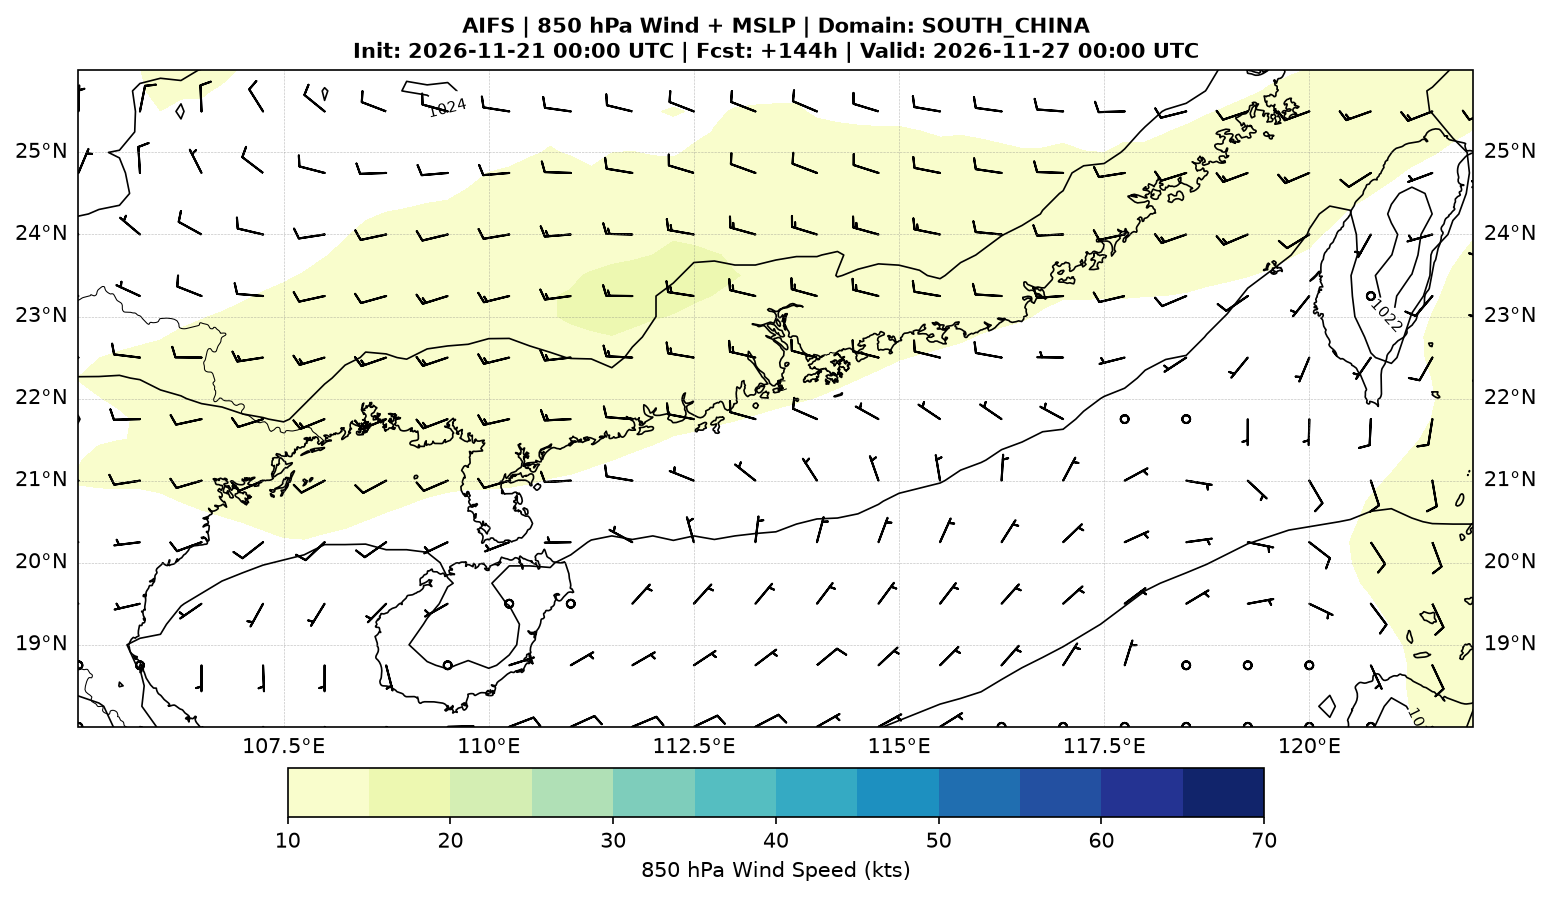 AIFS | 850 hPa Wind + MSLP | Domain: SOUTH_CHINA
Init: 2026-11-21 00:00 UTC | Fcst: +144h | Valid: 2026-11-27 00:00 UTC
1024
25°N 25°N
24°N 24°N
23°N 23°N
1022
22°N 22°N
21°N 21°N
20°N 20°N
19°N 19°N
10
107.5°E 110°E 112.5°E 115°E 117.5°E 120°E
10 20 30 40 50 60 70
850 hPa Wind Speed (kts)